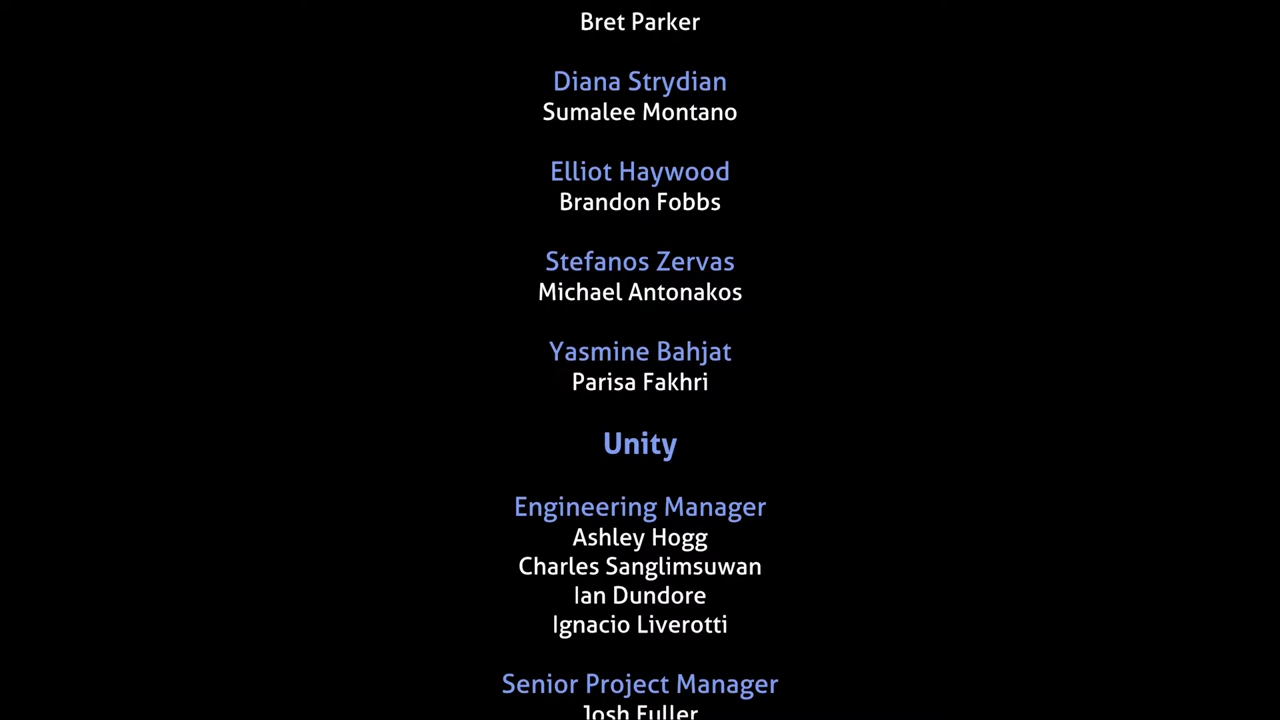 Bret Parker
Diana Strydian
Sumalee Montano
Elliot Haywood
Brandon Fobbs
Stefanos Zervas
Michael Antonakos
Yasmine Bahjat
Parisa Fakhri
Unity
Engineering Manager
Ashley Hogg
Charles Sanglimsuwan
Ian Dundore
Ignacio Liverotti
Senior Project Manager
Josh Fuller